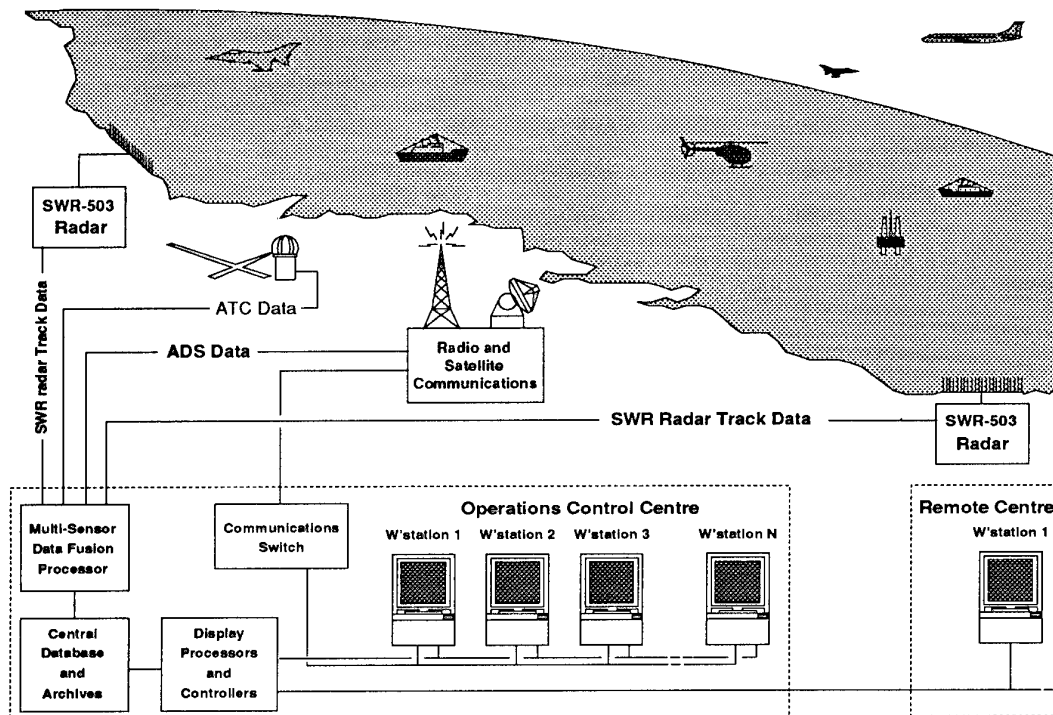 SWR-503
Radar
SWR radar Track Data
ATC Data
ADS Data
Radio and
Satellite
Communications
SWR Radar Track Data
SWR-503
Radar
Operations Control Centre
Remote Centre
Multi-Sensor
Data Fusion
Processor
Communications
Switch
W'station 1
W'station 2
W'station 3
W'station N
W'station 1
Central
Database
and
Archives
Display
Processors
and
Controllers